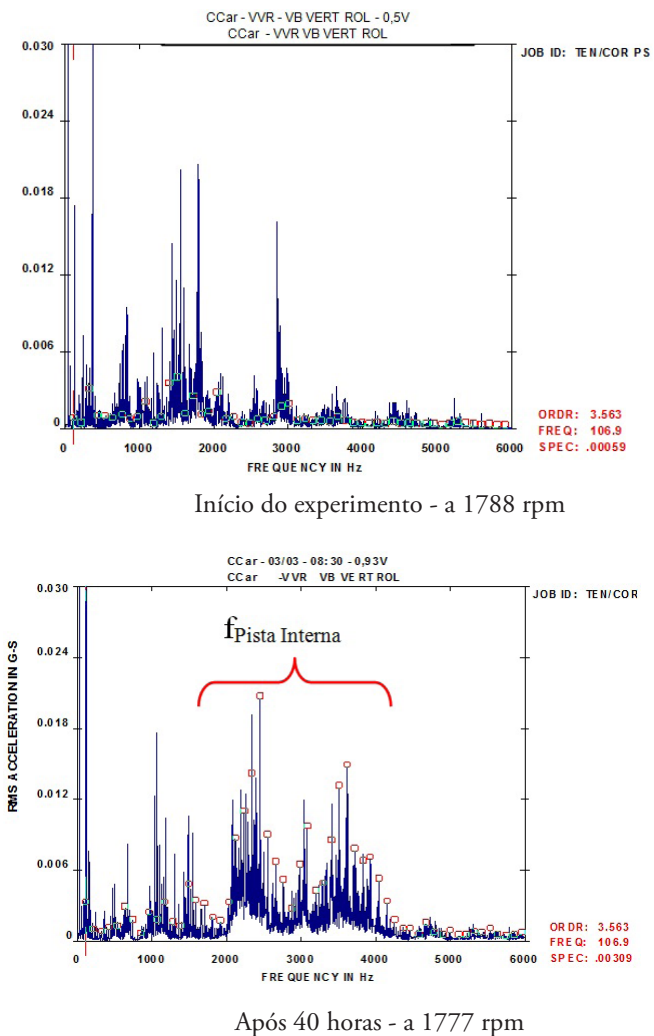 CCar - VVR - VB VERT ROL - 0,5V
CCar - VVR VB VERT ROL
JOB ID: TEN/COR PS
0.030
0.024
0.018
0.012
0.006
0
0 1000 2000 3000 4000 5000 6000
FREQUENCY IN Hz
ORDR: 3.563
FREQ: 106.9
SPEC: .00059
Início do experimento - a 1788 rpm
CCar - 03/03 - 08:30 - 0,93V
CCar -VVR VB VERT ROL
JOB ID: TEN/COR
RMS ACCELERATION IN G-S
0.030
0.024
0.018
0.012
0.006
0
fPista Interna
0 1000 2000 3000 4000 5000 6000
FREQUENCY IN Hz
ORDR: 3.563
FREQ: 106.9
SPEC: .00309
Após 40 horas - a 1777 rpm